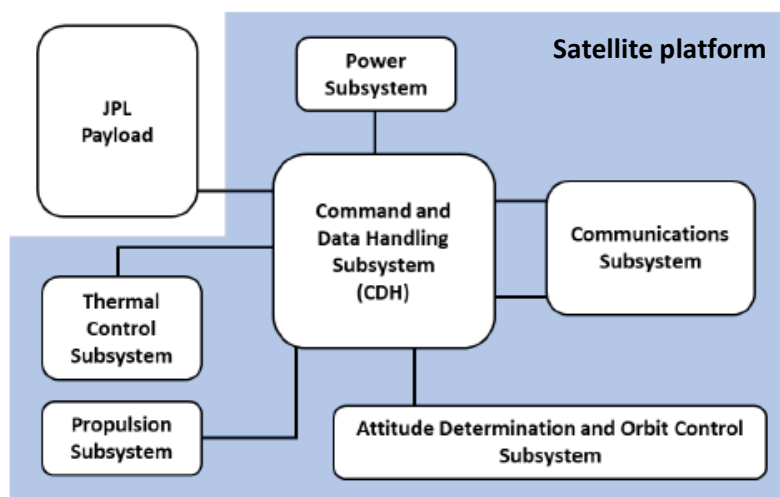 Satellite platform
Power
Subsystem
JPL
Payload
Command and
Data Handling
Subsystem
(CDH)
Communications
Subsystem
Thermal
Control
Subsystem
Propulsion
Subsystem
Attitude Determination and Orbit Control
Subsystem